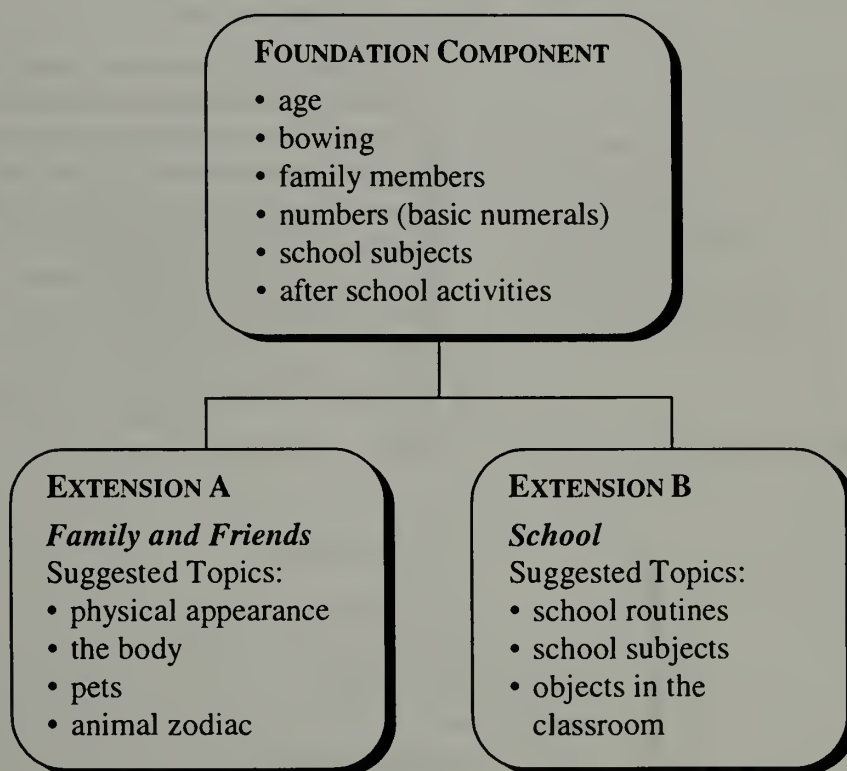 FOUNDATION COMPONENT
• age
• bowing
• family members
• numbers (basic numerals)
• school subjects
• after school activities
EXTENSION A
Family and Friends
Suggested Topics:
• physical appearance
• the body
• pets
• animal zodiac
EXTENSION B
School
Suggested Topics:
• school routines
• school subjects
• objects in the
classroom